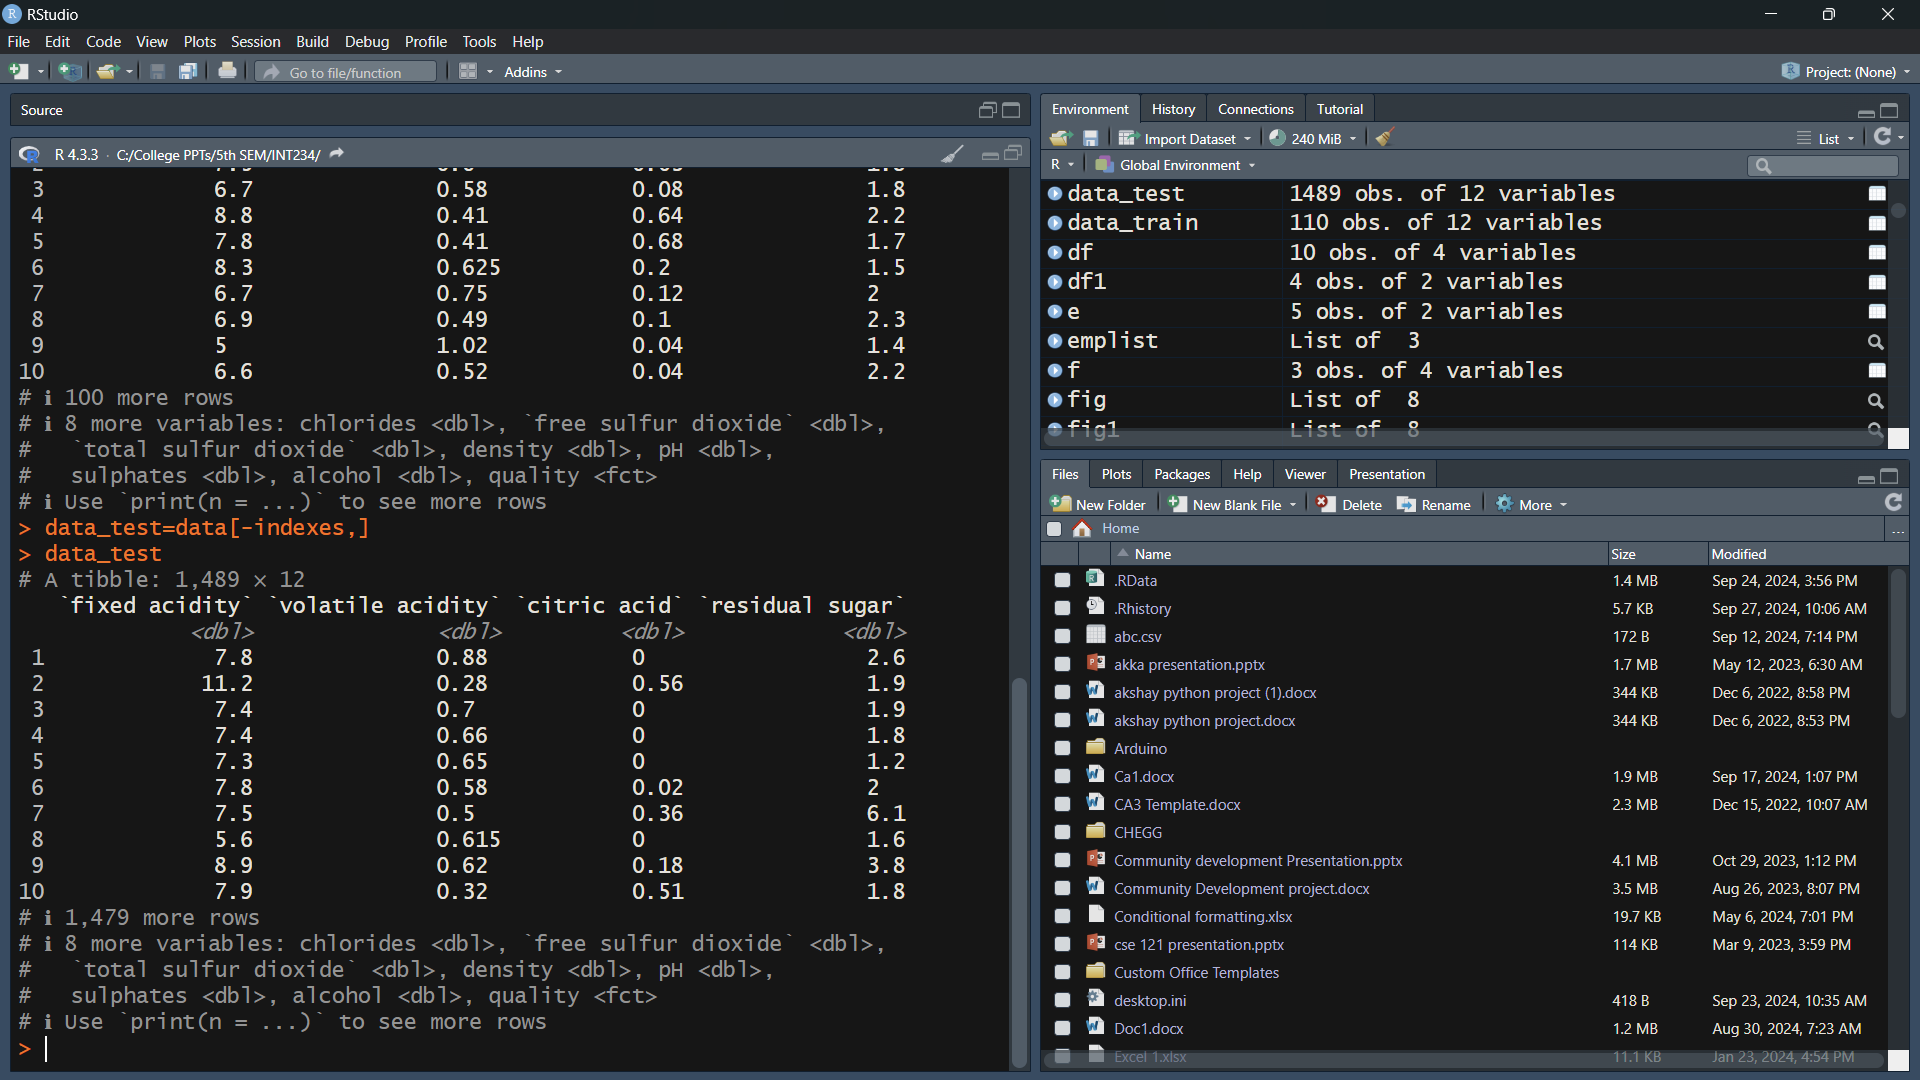 RStudio
File Edit Code View Plots Session Build Debug Profile Tools Help
Go to file/function Addins Project: (None)
Source
R 4.3.3 · C:/College PPTs/5th SEM/INT234/
3 6.7 0.58 0.08 1.8
4 8.8 0.41 0.64 2.2
5 7.8 0.41 0.68 1.7
6 8.3 0.625 0.2 1.5
7 6.7 0.75 0.12 2
8 6.9 0.49 0.1 2.3
9 5 1.02 0.04 1.4
10 6.6 0.52 0.04 2.2
# ℹ 100 more rows
# ℹ 8 more variables: chlorides <dbl>, `free sulfur dioxide` <dbl>,
# `total sulfur dioxide` <dbl>, density <dbl>, pH <dbl>,
# sulphates <dbl>, alcohol <dbl>, quality <fct>
# ℹ Use `print(n = ...)` to see more rows
> data_test=data[-indexes,]
> data_test
# A tibble: 1,489 × 12
`fixed acidity` `volatile acidity` `citric acid` `residual sugar`
<dbl> <dbl> <dbl> <dbl>
1 7.8 0.88 0 2.6
2 11.2 0.28 0.56 1.9
3 7.4 0.7 0 1.9
4 7.4 0.66 0 1.8
5 7.3 0.65 0 1.2
6 7.8 0.58 0.02 2
7 7.5 0.5 0.36 6.1
8 5.6 0.615 0 1.6
9 8.9 0.62 0.18 3.8
10 7.9 0.32 0.51 1.8
# ℹ 1,479 more rows
# ℹ 8 more variables: chlorides <dbl>, `free sulfur dioxide` <dbl>,
# `total sulfur dioxide` <dbl>, density <dbl>, pH <dbl>,
# sulphates <dbl>, alcohol <dbl>, quality <fct>
# ℹ Use `print(n = ...)` to see more rows
>
Environment History Connections Tutorial
Import Dataset 240 MiB List
R Global Environment
data_test 1489 obs. of 12 variables
data_train 110 obs. of 12 variables
df 10 obs. of 4 variables
df1 4 obs. of 2 variables
e 5 obs. of 2 variables
emplist List of 3
f 3 obs. of 4 variables
fig List of 8
fig1 List of 8
Files Plots Packages Help Viewer Presentation
New Folder New Blank File Delete Rename More
Home ...
Name Size Modified
.RData 1.4 MB Sep 24, 2024, 3:56 PM
.Rhistory 5.7 KB Sep 27, 2024, 10:06 AM
abc.csv 172 B Sep 12, 2024, 7:14 PM
akka presentation.pptx 1.7 MB May 12, 2023, 6:30 AM
akshay python project (1).docx 344 KB Dec 6, 2022, 8:58 PM
akshay python project.docx 344 KB Dec 6, 2022, 8:53 PM
Arduino
Ca1.docx 1.9 MB Sep 17, 2024, 1:07 PM
CA3 Template.docx 2.3 MB Dec 15, 2022, 10:07 AM
CHEGG
Community development Presentation.pptx 4.1 MB Oct 29, 2023, 1:12 PM
Community Development project.docx 3.5 MB Aug 26, 2023, 8:07 PM
Conditional formatting.xlsx 19.7 KB May 6, 2024, 7:01 PM
cse 121 presentation.pptx 114 KB Mar 9, 2023, 3:59 PM
Custom Office Templates
desktop.ini 418 B Sep 23, 2024, 10:35 AM
Doc1.docx 1.2 MB Aug 30, 2024, 7:23 AM
Excel 1.xlsx 11.1 KB Jan 23, 2024, 4:54 PM